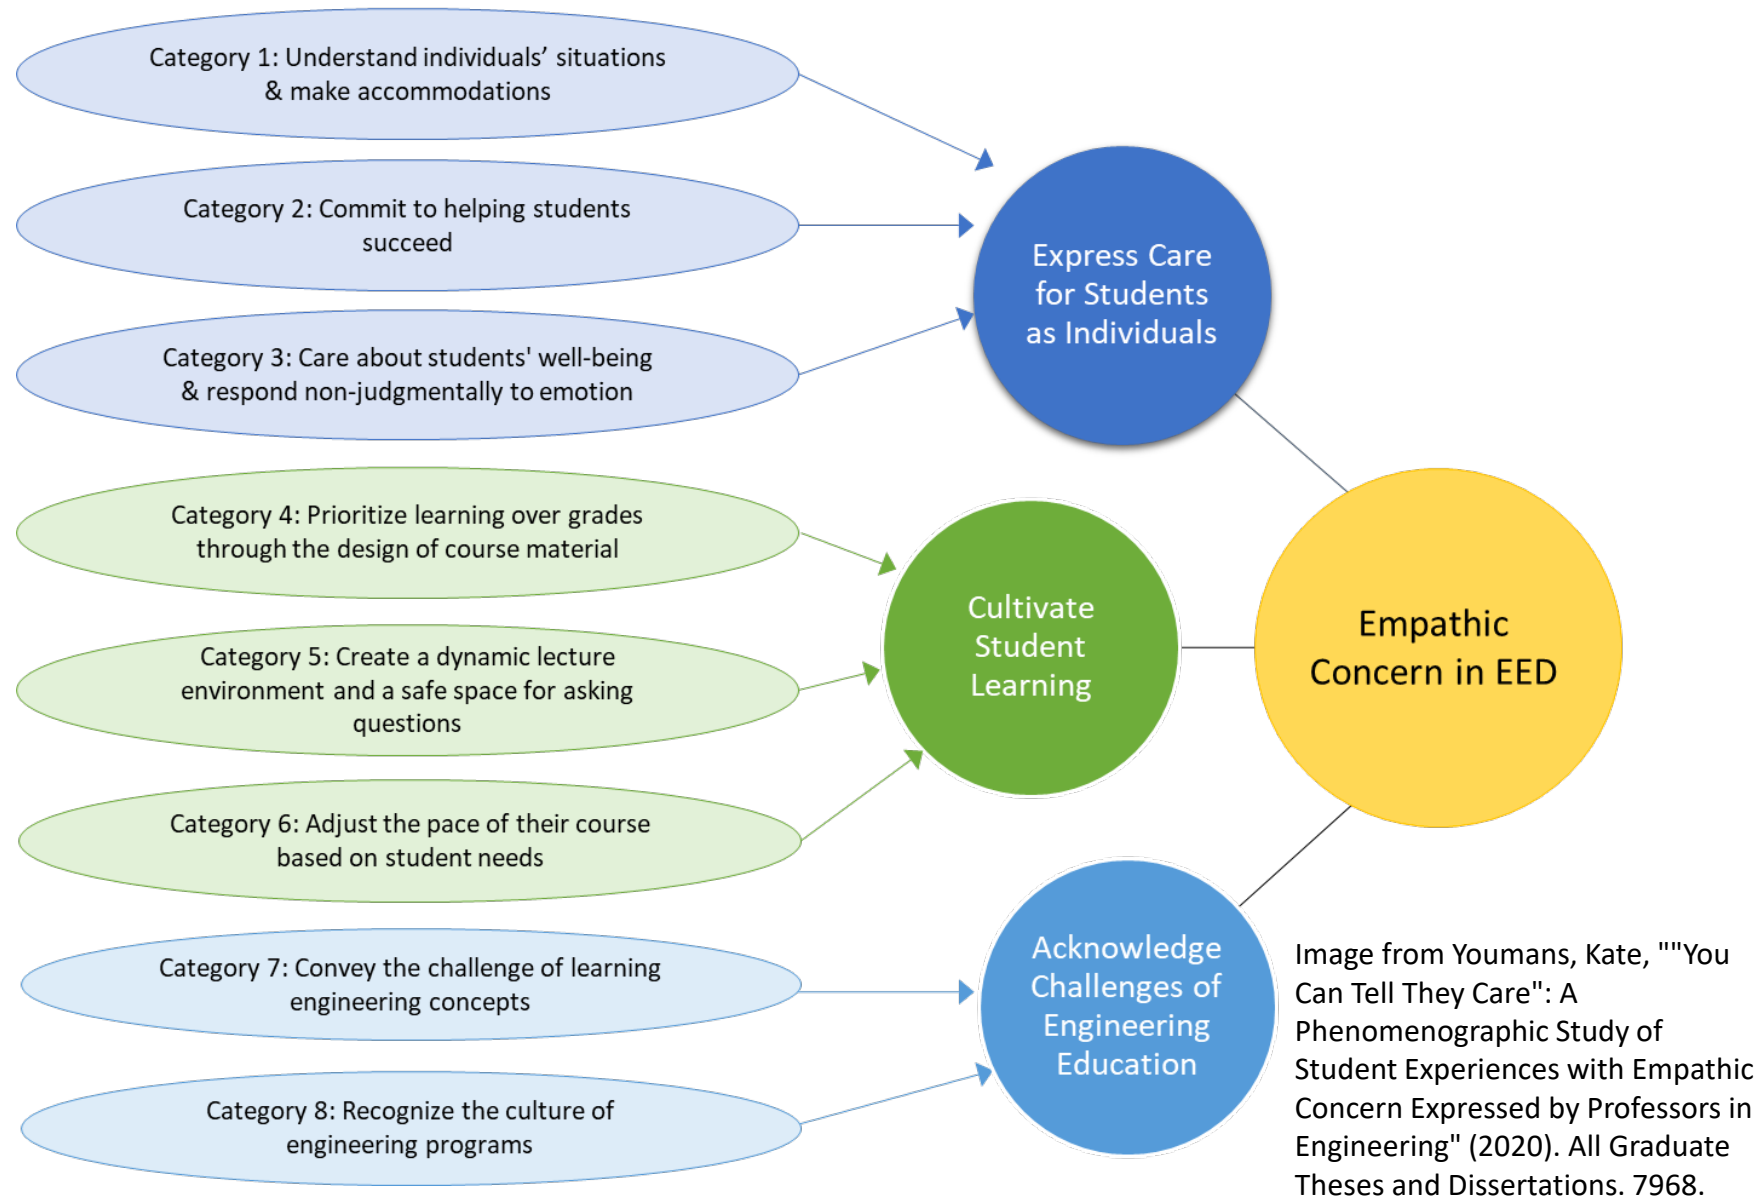 Category 1: Understand individuals’ situations
& make accommodations
Category 2: Commit to helping students
succeed
Category 3: Care about students' well-being
& respond non-judgmentally to emotion
Express Care
for Students
as Individuals
Category 4: Prioritize learning over grades
through the design of course material
Category 5: Create a dynamic lecture
environment and a safe space for asking
questions
Category 6: Adjust the pace of their course
based on student needs
Cultivate
Student
Learning
Empathic
Concern in EED
Category 7: Convey the challenge of learning
engineering concepts
Category 8: Recognize the culture of
engineering programs
Acknowledge
Challenges of
Engineering
Education
Image from Youmans, Kate, ""You
Can Tell They Care": A
Phenomenographic Study of
Student Experiences with Empathic
Concern Expressed by Professors in
Engineering" (2020). All Graduate
Theses and Dissertations. 7968.